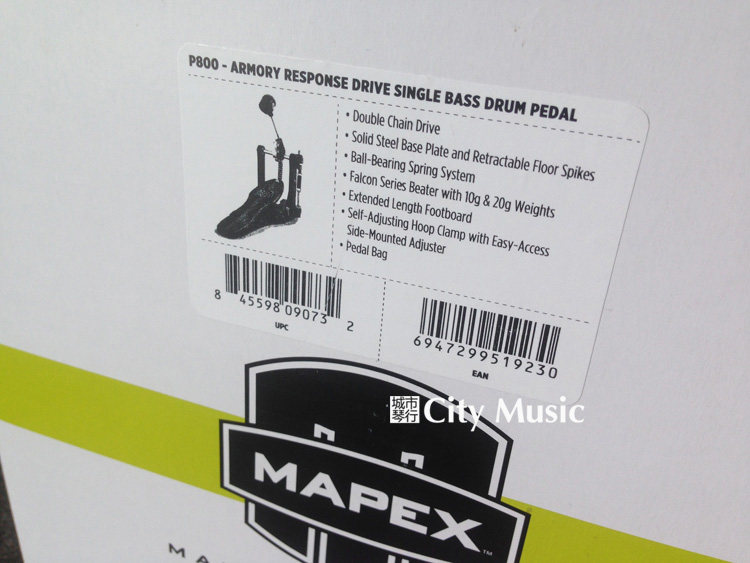 P800 - ARMORY RESPONSE DRIVE SINGLE BASS DRUM PEDAL
• Double Chain Drive
• Solid Steel Base Plate and Retractable Floor Spikes
• Ball-Bearing Spring System
• Falcon Series Beater with 10g & 20g Weights
• Extended Length Footboard
• Self-Adjusting Hoop Clamp with Easy-Access
Side-Mounted Adjuster
• Pedal Bag
8 45598 09073 2
UPC
6947299519230
EAN
城市
琴行
City Music
MAPEX™
M A